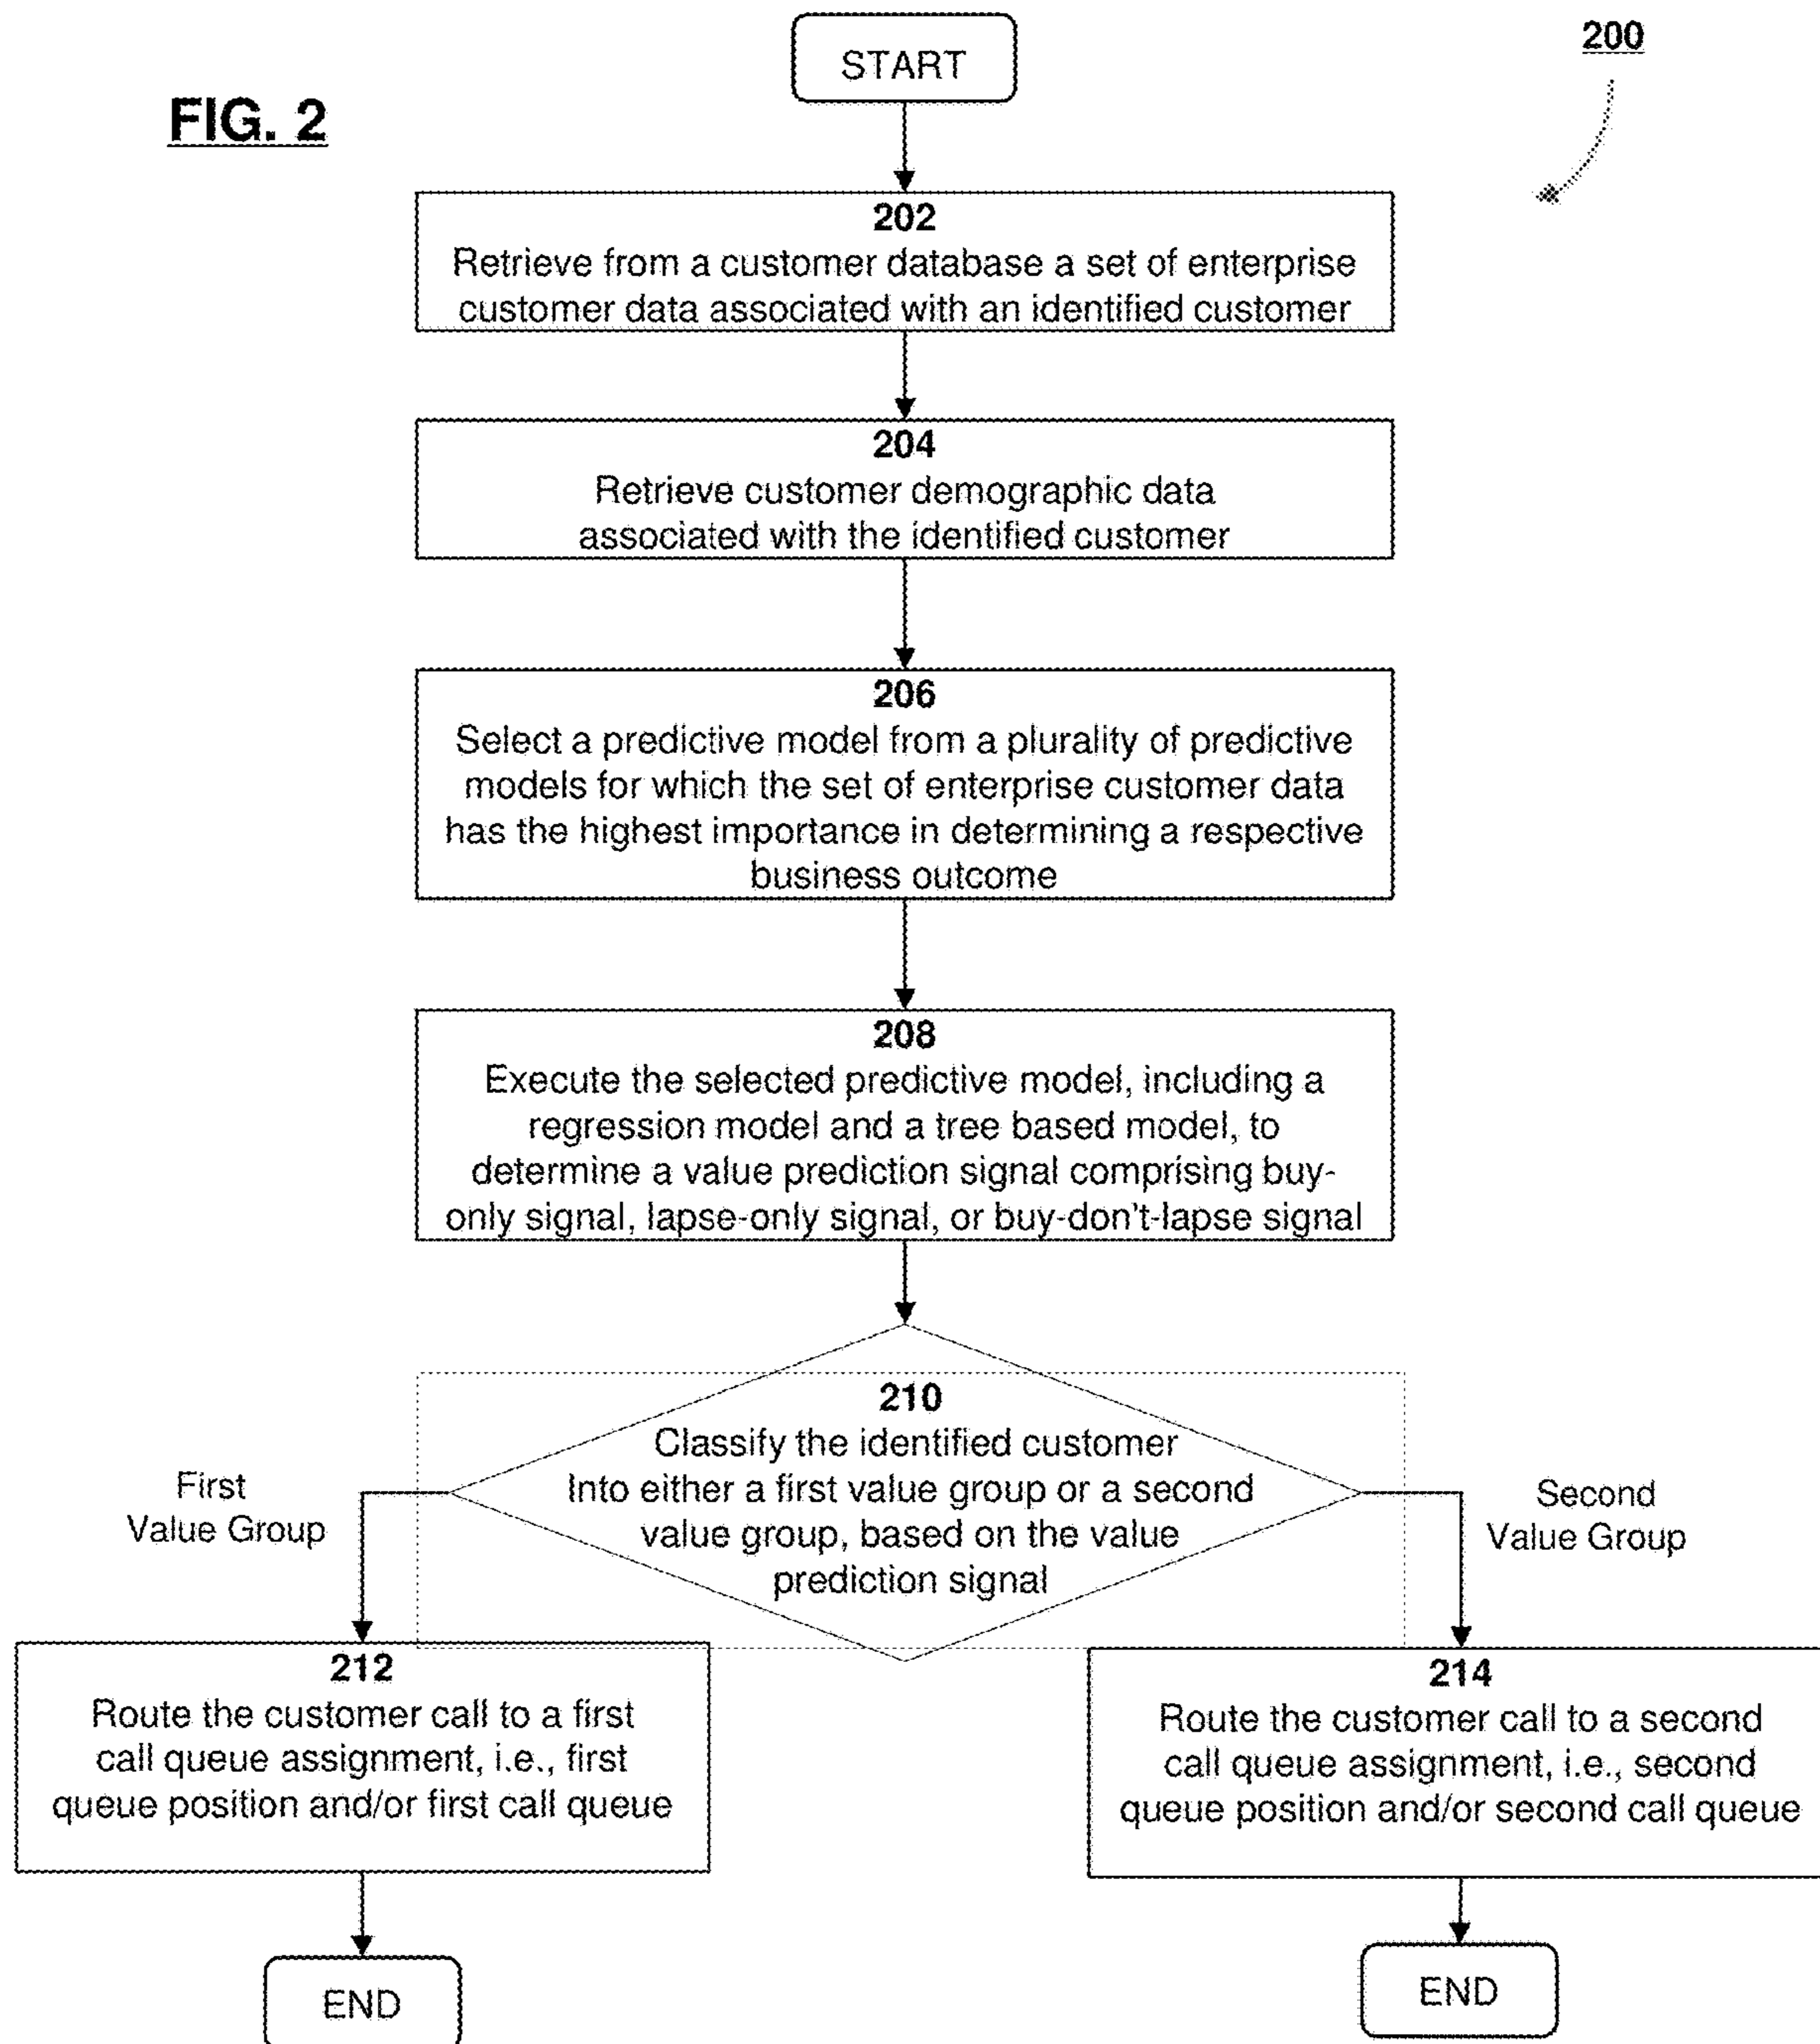 START
200
FIG. 2
202
Retrieve from a customer database a set of enterprise
customer data associated with an identified customer
204
Retrieve customer demographic data
associated with the identified customer
206
Select a predictive model from a plurality of predictive
models for which the set of enterprise customer data
has the highest importance in determining a respective
business outcome
208
Execute the selected predictive model, including a
regression model and a tree based model, to
determine a value prediction signal comprising buy-
only signal, lapse-only signal, or buy-don't-lapse signal
210
Classify the identified customer
Into either a first value group or a second
value group, based on the value
prediction signal
First
Value Group
Second
Value Group
212
Route the customer call to a first
call queue assignment, i.e., first
queue position and/or first call queue
214
Route the customer call to a second
call queue assignment, i.e., second
queue position and/or second call queue
END
END